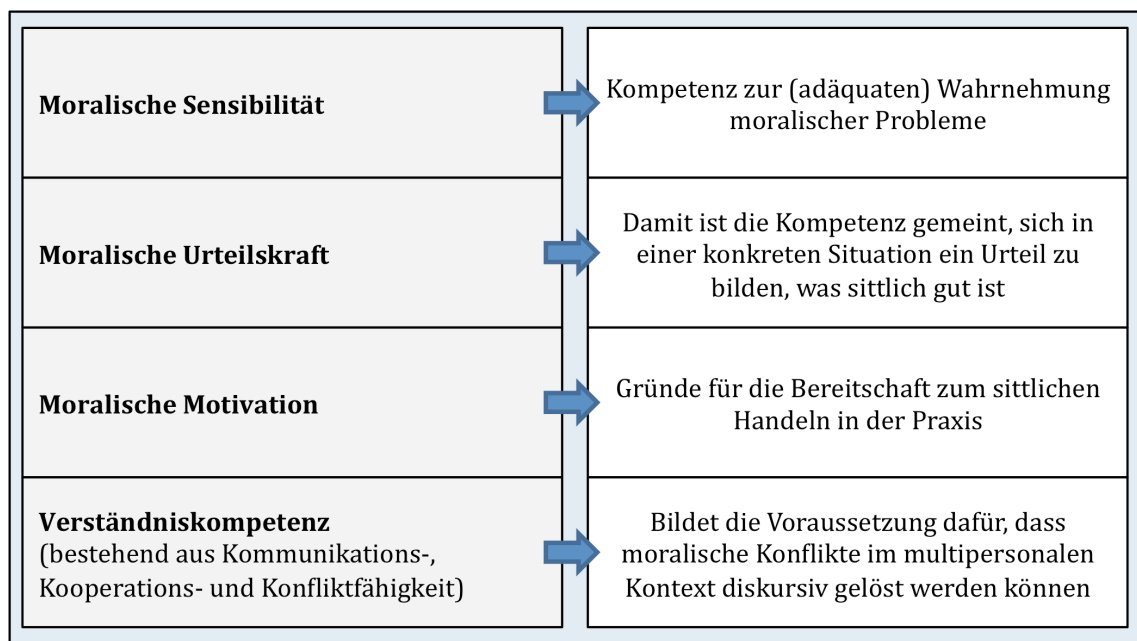 Moralische Sensibilität
Kompetenz zur (adäquaten) Wahrnehmung
moralischer Probleme
Moralische Urteilskraft
Damit ist die Kompetenz gemeint, sich in
einer konkreten Situation ein Urteil zu
bilden, was sittlich gut ist
Moralische Motivation
Gründe für die Bereitschaft zum sittlichen
Handeln in der Praxis
Verständniskompetenz
(bestehend aus Kommunikations-,
Kooperations- und Konfliktfähigkeit)
Bildet die Voraussetzung dafür, dass
moralische Konflikte im multipersonalen
Kontext diskursiv gelöst werden können